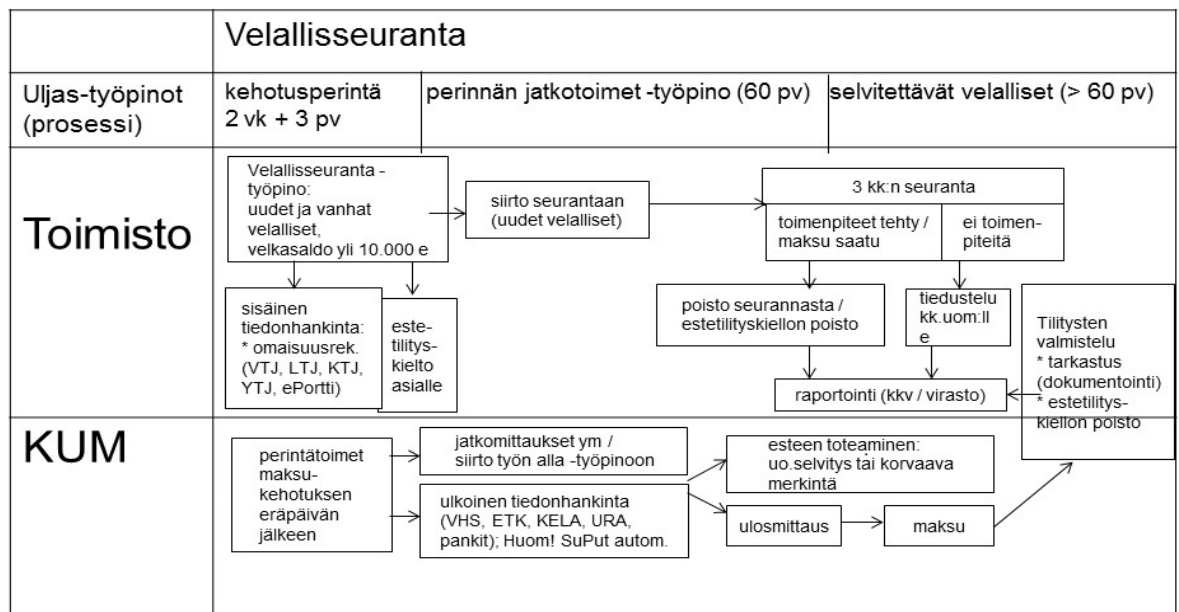 Velallisseuranta
Uljas-työpinot
(prosessi)
kehotusperintä
2 vk + 3 pv
perinnän jatkotoimet -työpino (60 pv)
selvitettävät velalliset (> 60 pv)
Toimisto
Velallisseuranta -
työpino:
uudet ja vanhat
velalliset,
velkasaldo yli 10.000 e
siirto seurantaan
(uudet velalliset)
3 kk:n seuranta
toimenpiteet tehty /
maksu saatu
ei toimen-
piteitä
sisäinen
tiedonhankinta:
* omaisuusrek.
(VTJ, LTJ, KTJ,
YTJ, ePortti)
este-
tilitys-
kielto
asialle
poisto seurannasta /
estetilityskiellon poisto
tiedustelu
kk.uom:ll
e
Tilitysten
valmistelu
* tarkastus
(dokumentointi)
* estetilitys-
kiellon poisto
raportointi (kkv / virasto)
KUM
perintätoimet
maksu-
kehotuksen
eräpäivän
jälkeen
jatkomittaukset ym /
siirto työn alla -työpinoon
ulkoinen tiedonhankinta
(VHS, ETK, KELA, URA,
pankit); Huom! SuPut autom.
esteen toteaminen:
uo.selvitys tai korvaava
merkintä
ulosmittaus
maksu